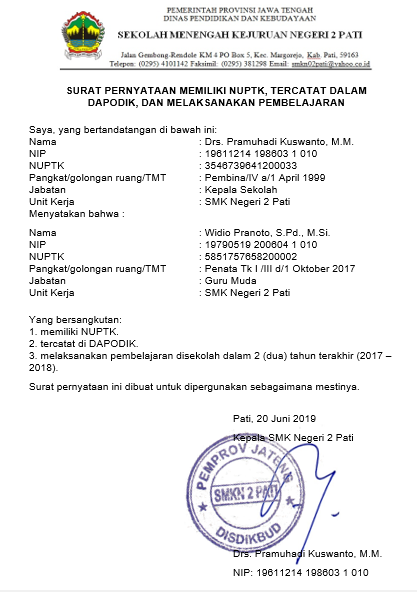 PEMERINTAH PROVINSI JAWA TENGAH
DINAS PENDIDIKAN DAN KEBUDAYAAN
SEKOLAH MENENGAH KEJURUAN NEGERI 2 PATI
Jalan Gembong-Rendole KM 4 PO Box 5, Kec. Margorejo, Kab. Pati, 59163
Telepon: (0295) 4101142 Faksimil: (0295) 381298 Email: smkn02pati@yahoo.co.id
SURAT PERNYATAAN MEMILIKI NUPTK, TERCATAT DALAM
DAPODIK, DAN MELAKSANAKAN PEMBELAJARAN
Saya, yang bertandatangan di bawah ini:
Nama : Drs. Pramuhadi Kuswanto, M.M.
NIP : 19611214 198603 1 010
NUPTK : 3546739641200033
Pangkat/golongan ruang/TMT : Pembina/IV a/1 April 1999
Jabatan : Kepala Sekolah
Unit Kerja : SMK Negeri 2 Pati
Menyatakan bahwa :
Nama : Widio Pranoto, S.Pd., M.Si.
NIP : 19790519 200604 1 010
NUPTK : 5851757658200002
Pangkat/golongan ruang/TMT : Penata Tk I /III d/1 Oktober 2017
Jabatan : Guru Muda
Unit Kerja : SMK Negeri 2 Pati
Yang bersangkutan:
1. memiliki NUPTK.
2. tercatat di DAPODIK.
3. melaksanakan pembelajaran disekolah dalam 2 (dua) tahun terakhir (2017 –
2018).
Surat pernyataan ini dibuat untuk dipergunakan sebagaimana mestinya.
Pati, 20 Juni 2019
Kepala SMK Negeri 2 Pati
PEMPROV JATENG
SMKN 2 PATI
DISDIKBUD
Drs. Pramuhadi Kuswanto, M.M.
NIP: 19611214 198603 1 010